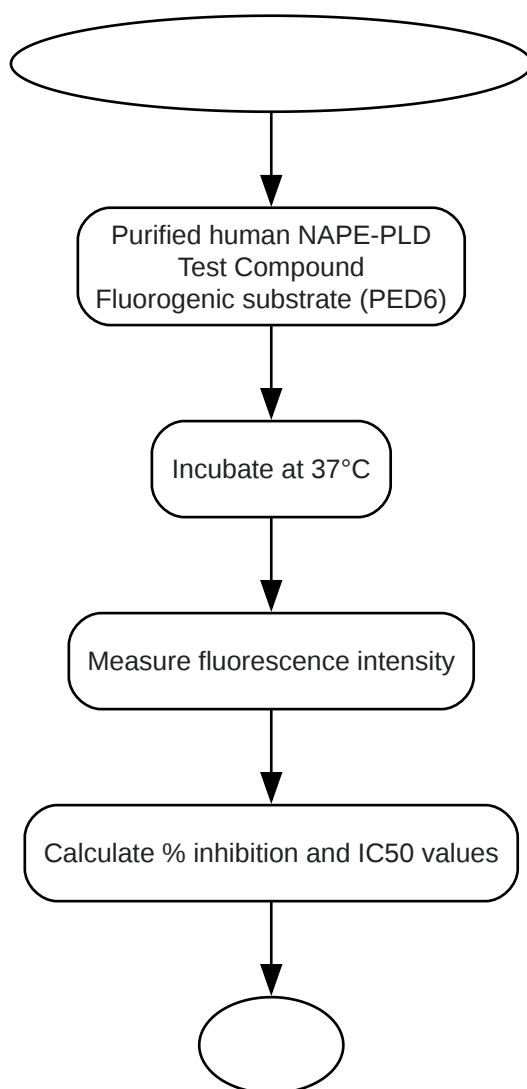 Purified human NAPE-PLD
Test Compound
Fluorogenic substrate (PED6)
Incubate at 37°C
Measure fluorescence intensity
Calculate % inhibition and IC50 values